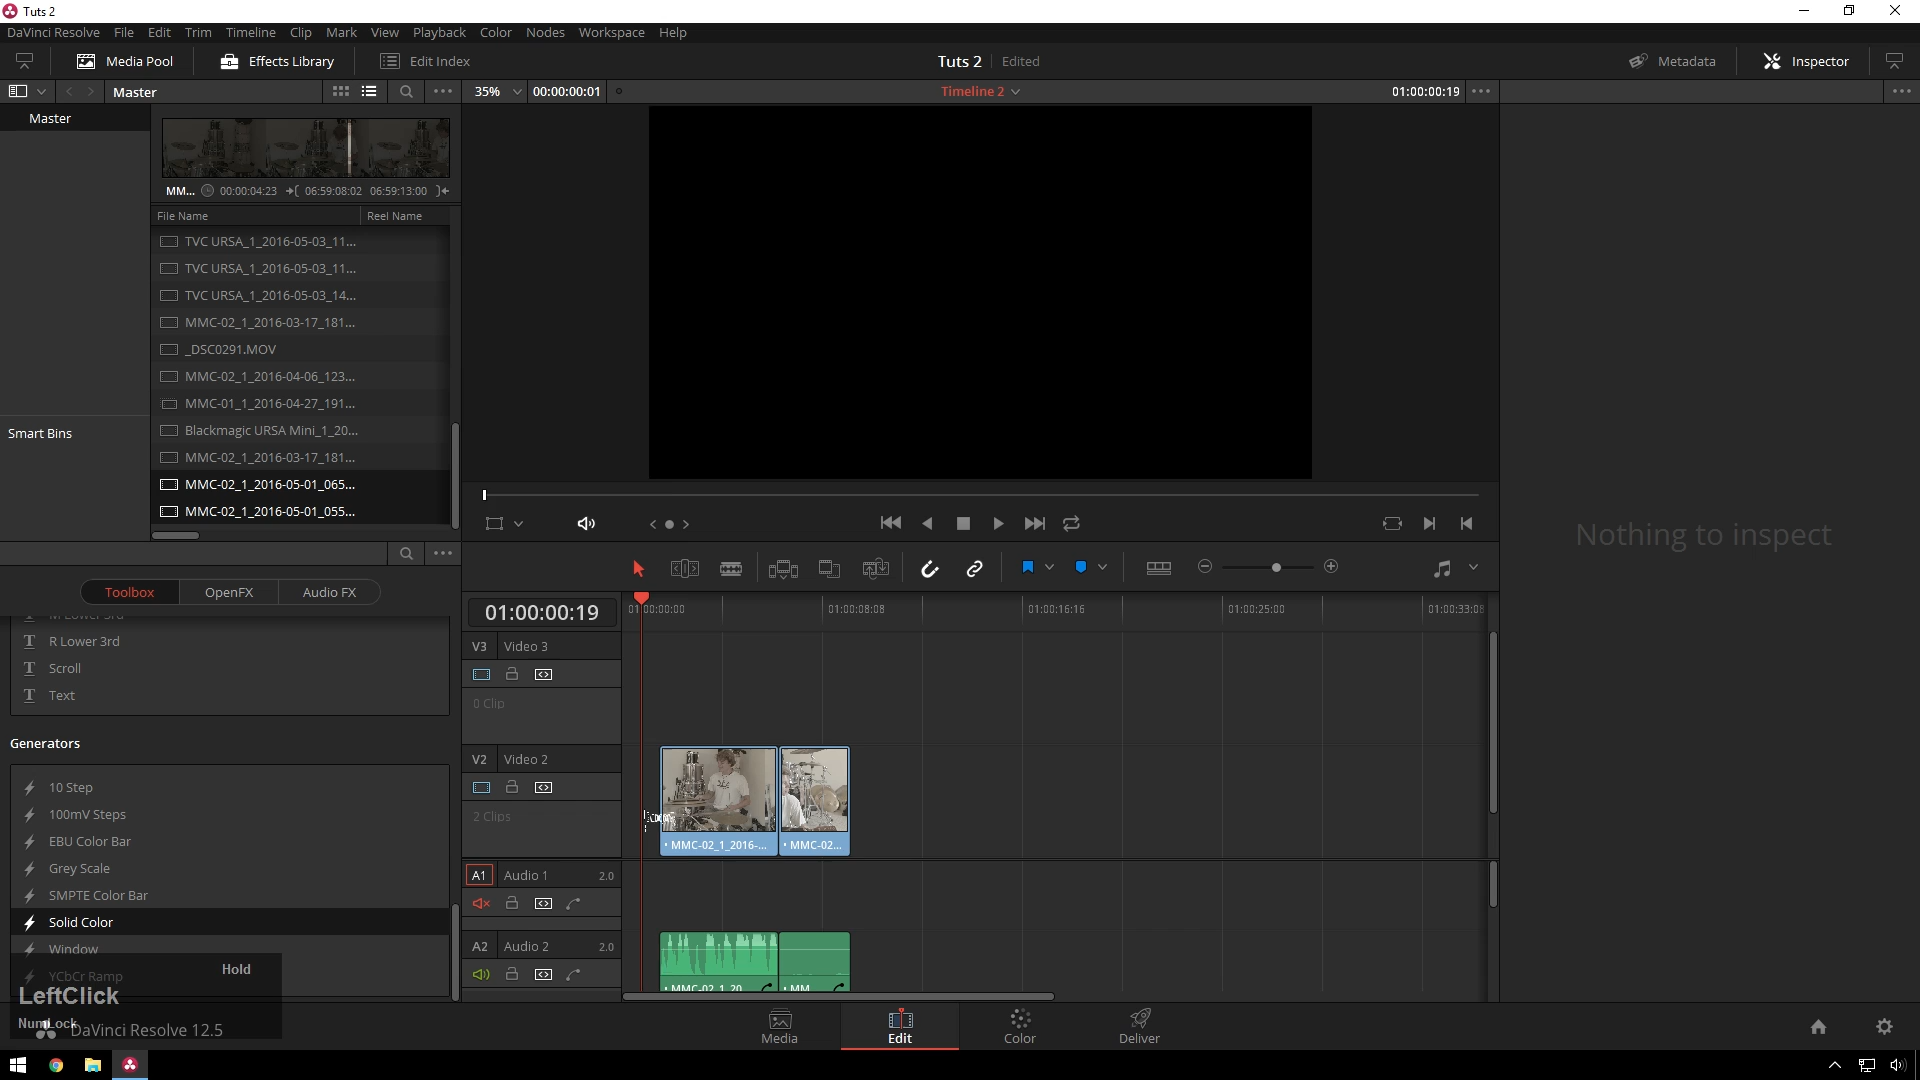 Tuts 2
DaVinci Resolve File Edit Trim Timeline Clip Mark View Playback Color Nodes Workspace Help
Media Pool Effects Library Edit Index Tuts 2 Edited Metadata Inspector
Master 35% 00:00:00:01 Timeline 2 01:00:00:19
Master
MM... 00:00:04:23 06:59:08:02 06:59:13:00
File Name Reel Name
TVC URSA_1_2016-05-03_11...
TVC URSA_1_2016-05-03_11...
TVC URSA_1_2016-05-03_14...
MMC-02_1_2016-03-17_181...
_DSC0291.MOV
MMC-02_1_2016-04-06_123...
MMC-01_1_2016-04-27_191...
Smart Bins
Blackmagic URSA Mini_1_20...
MMC-02_1_2016-03-17_181...
MMC-02_1_2016-05-01_065...
MMC-02_1_2016-05-01_055...
Nothing to inspect
Toolbox OpenFX Audio FX
M Lower 3rd
R Lower 3rd
Scroll
Text
Generators
10 Step
100mV Steps
EBU Color Bar
Grey Scale
SMPTE Color Bar
Solid Color
Window
YCbCr Ramp
Hold
LeftClick
NumLock
DaVinci Resolve 12.5
01:00:00:19 01:00:00:00 01:00:08:08 01:00:16:16 01:00:25:00 01:00:33:08
V3 Video 3
0 Clip
V2 Video 2
2 Clips
MMC-02_1_2016-... MMC-02...
A1 Audio 1 2.0
A2 Audio 2 2.0
MMC-02_1_20... MM...
Media Edit Color Deliver